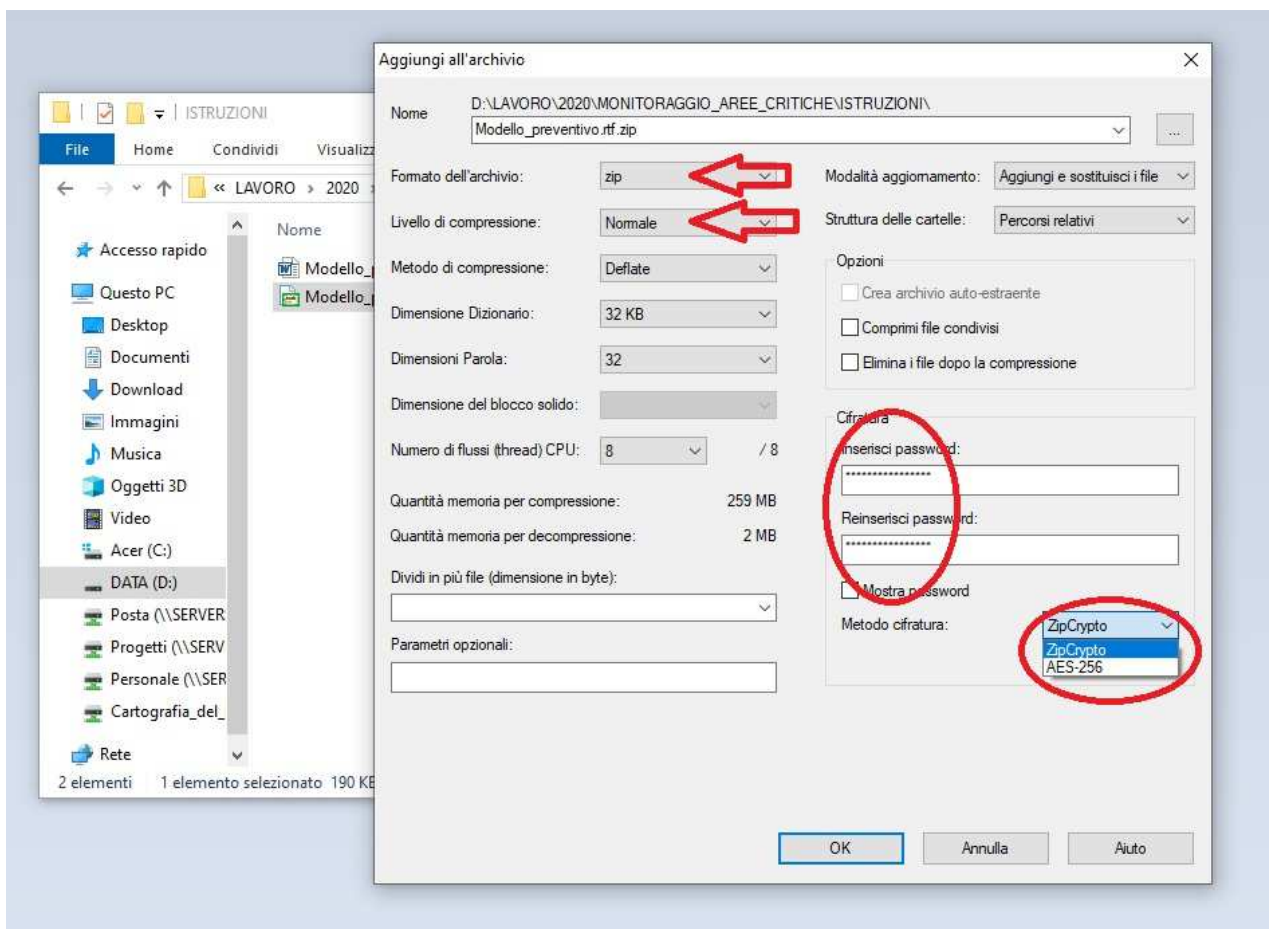 ISTRUZIONI
File Home Condividi Visualizz
« LAVORO › 2020 ›
Accesso rapido
Questo PC
Desktop
Documenti
Download
Immagini
Musica
Oggetti 3D
Video
Acer (C:)
DATA (D:)
Posta (\\SERVER
Progetti (\\SERV
Personale (\\SER
Cartografia_del_
Rete
Nome
Modello_p
Modello_p
2 elementi 1 elemento selezionato 190 KB
Aggiungi all'archivio
Nome D:\LAVORO\2020\MONITORAGGIO_AREE_CRITICHE\ISTRUZIONI\
Modello_preventivo.rtf.zip
...
Formato dell'archivio: zip
Livello di compressione: Normale
Metodo di compressione: Deflate
Dimensione Dizionario: 32 KB
Dimensioni Parola: 32
Dimensione del blocco solido:
Numero di flussi (thread) CPU: 8 / 8
Quantità memoria per compressione: 259 MB
Quantità memoria per decompressione: 2 MB
Dividi in più file (dimensione in byte):
Parametri opzionali:
Modalità aggiornamento: Aggiungi e sostituisci i file
Struttura delle cartelle: Percorsi relativi
Opzioni
Crea archivio auto-estraente
Comprimi file condivisi
Elimina i file dopo la compressione
Cifratura
Inserisci password:
****************
Reinserisci password:
****************
Mostra password
Metodo cifratura: ZipCrypto
ZipCrypto
AES-256
OK Annulla Aiuto